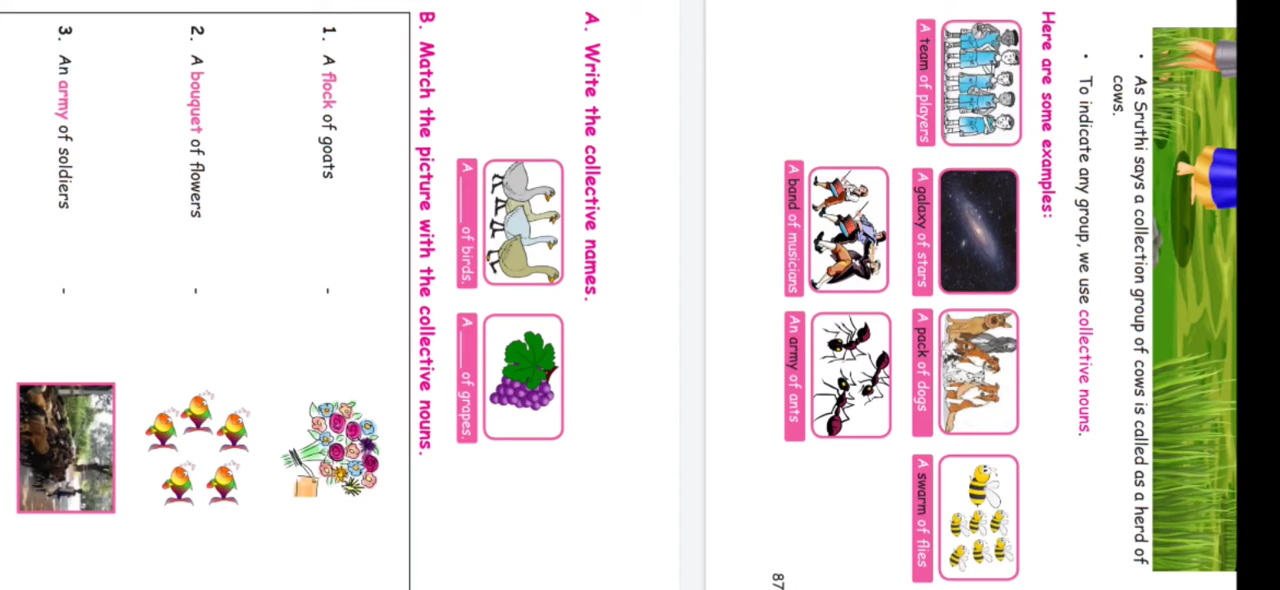 • As Sruthi says a collection group of cows is called as a herd of
cows.
• To indicate any group, we use collective nouns.
Here are some examples:
A team of players
A galaxy of stars
A pack of dogs
A swarm of flies
A band of musicians
An army of ants
87
A. Write the collective names.
A ______ of birds.
A ______ of grapes.
B. Match the picture with the collective nouns.
1. A flock of goats -
2. A bouquet of flowers -
3. An army of soldiers -